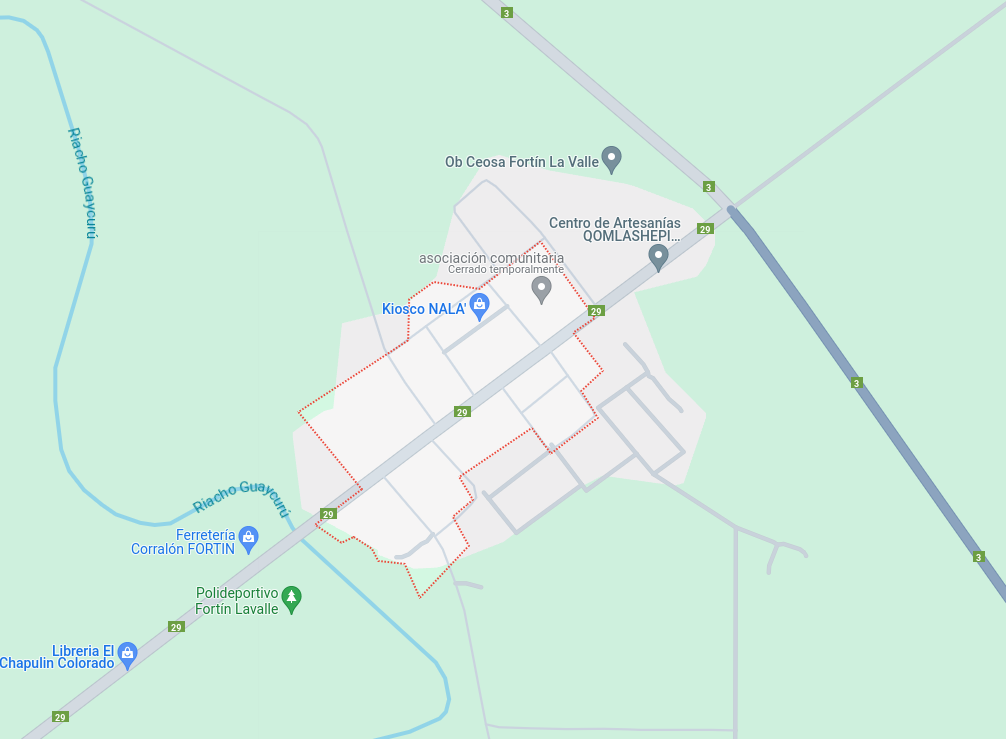 3
Riacho Guaycurú
Ob Ceosa Fortín La Valle
3
Centro de Artesanías
QOMLASHEPI...
29
asociación comunitaria
Cerrado temporalmente
Kiosco NALA'
29
3
29
Riacho Guaycurú
29
Ferretería
Corralón FORTIN
3
Polideportivo
Fortín Lavalle
29
Libreria El
Chapulin Colorado
29